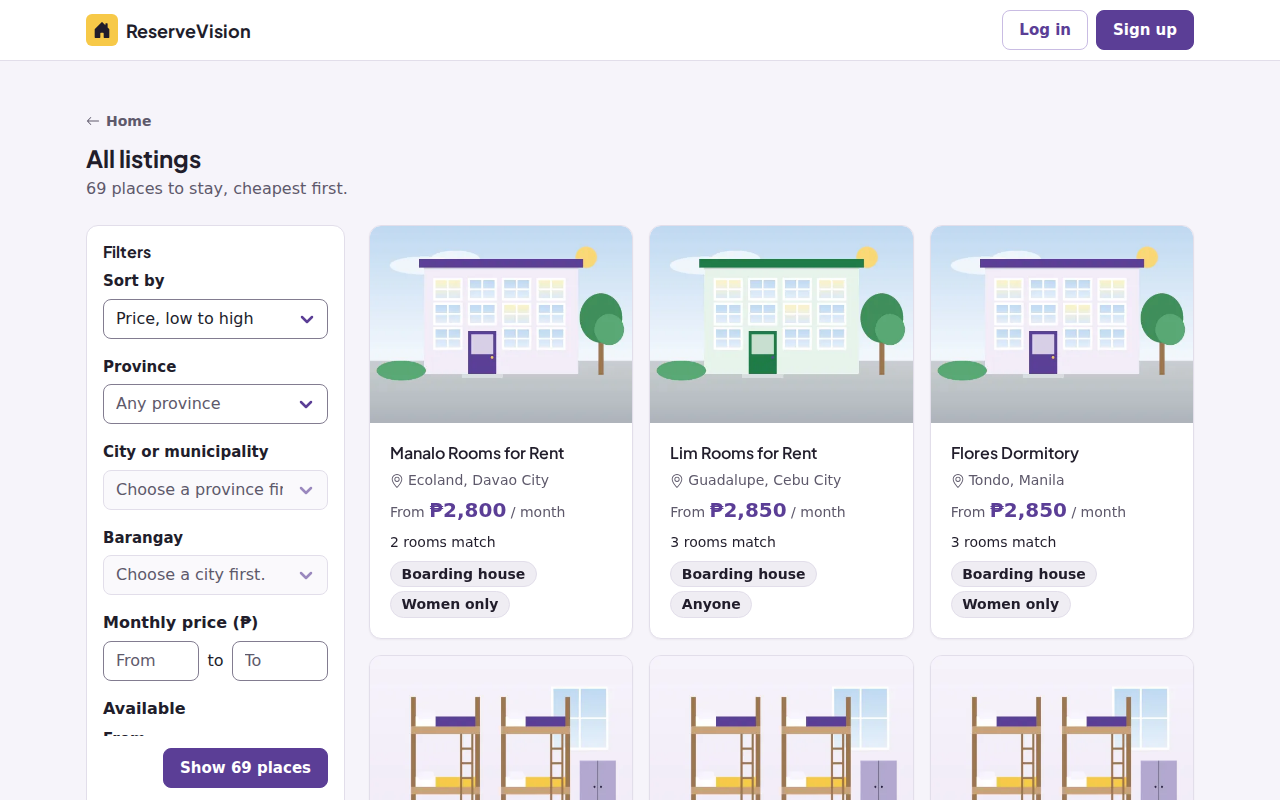 ReserveVision
Log in
Sign up
Home
All listings
69 places to stay, cheapest first.
Filters
Sort by
Price, low to high
Province
Any province
City or municipality
Choose a province fir
Barangay
Choose a city first.
Monthly price (₱)
From
to
To
Available
From
Show 69 places
Manalo Rooms for Rent
Ecoland, Davao City
From ₱2,800 / month
2 rooms match
Boarding house
Women only
Lim Rooms for Rent
Guadalupe, Cebu City
From ₱2,850 / month
3 rooms match
Boarding house
Anyone
Flores Dormitory
Tondo, Manila
From ₱2,850 / month
3 rooms match
Boarding house
Women only